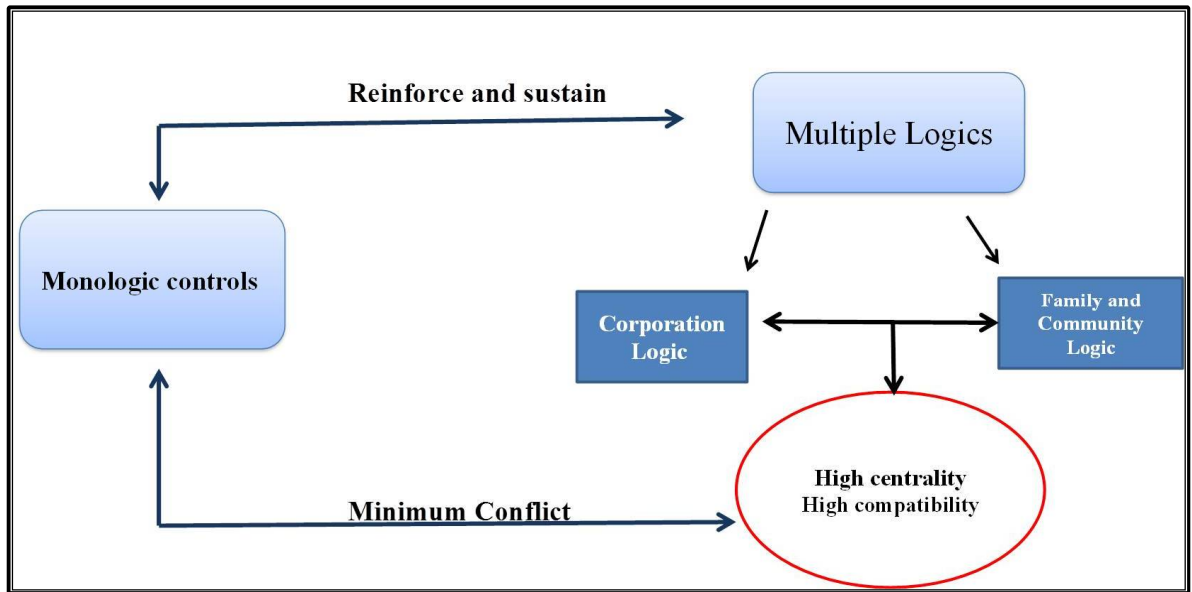 Reinforce and sustain
Multiple Logics
Monologic controls
Corporation
Logic
Family and
Community
Logic
High centrality
High compatibility
Minimum Conflict